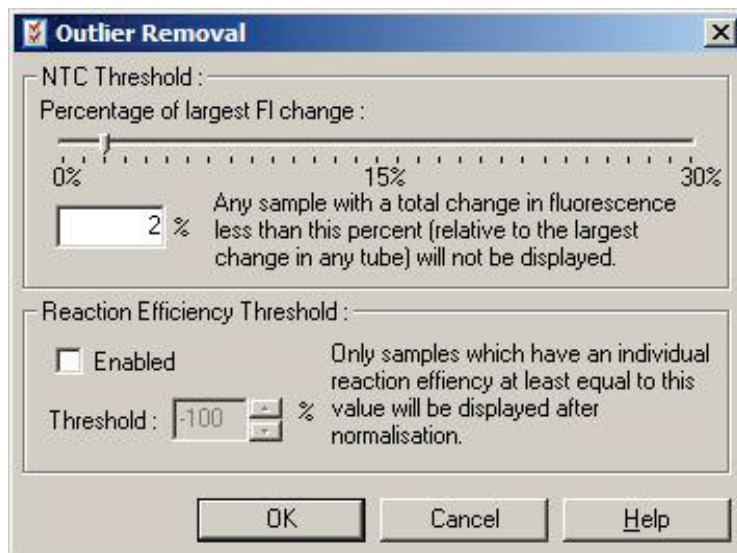 Outlier Removal
NTC Threshold :
Percentage of largest Fl change :
0% 15% 30%
2 % Any sample with a total change in fluorescence
less than this percent (relative to the largest
change in any tube) will not be displayed.
Reaction Efficiency Threshold :
Enabled Only samples which have an individual
reaction effiency at least equal to this
Threshold : -100 % value will be displayed after
normalisation.
OK Cancel Help